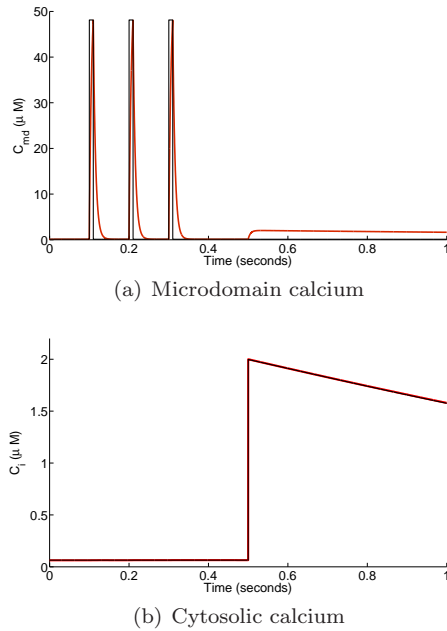 50
40
30
20
10
0
C_md (μ M)
0 0.2 0.4 0.6 0.8 1
Time (seconds)
(a) Microdomain calcium
2
1.5
1
0.5
0
C_i (μ M)
0 0.2 0.4 0.6 0.8 1
Time (seconds)
(b) Cytosolic calcium